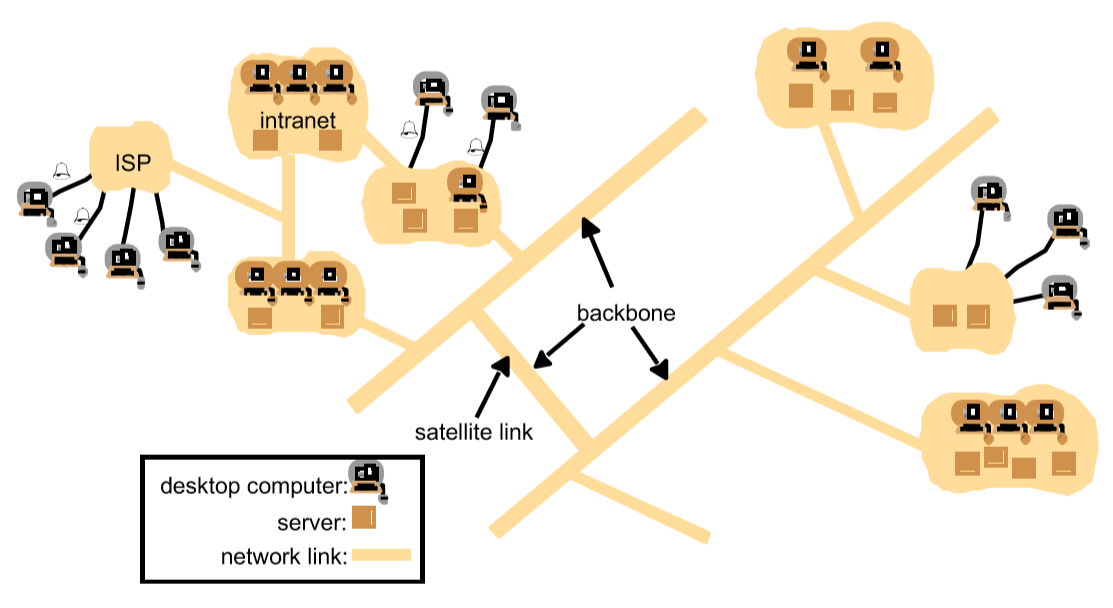 intranet
ISP
backbone
satellite link
desktop computer:
server:
network link: